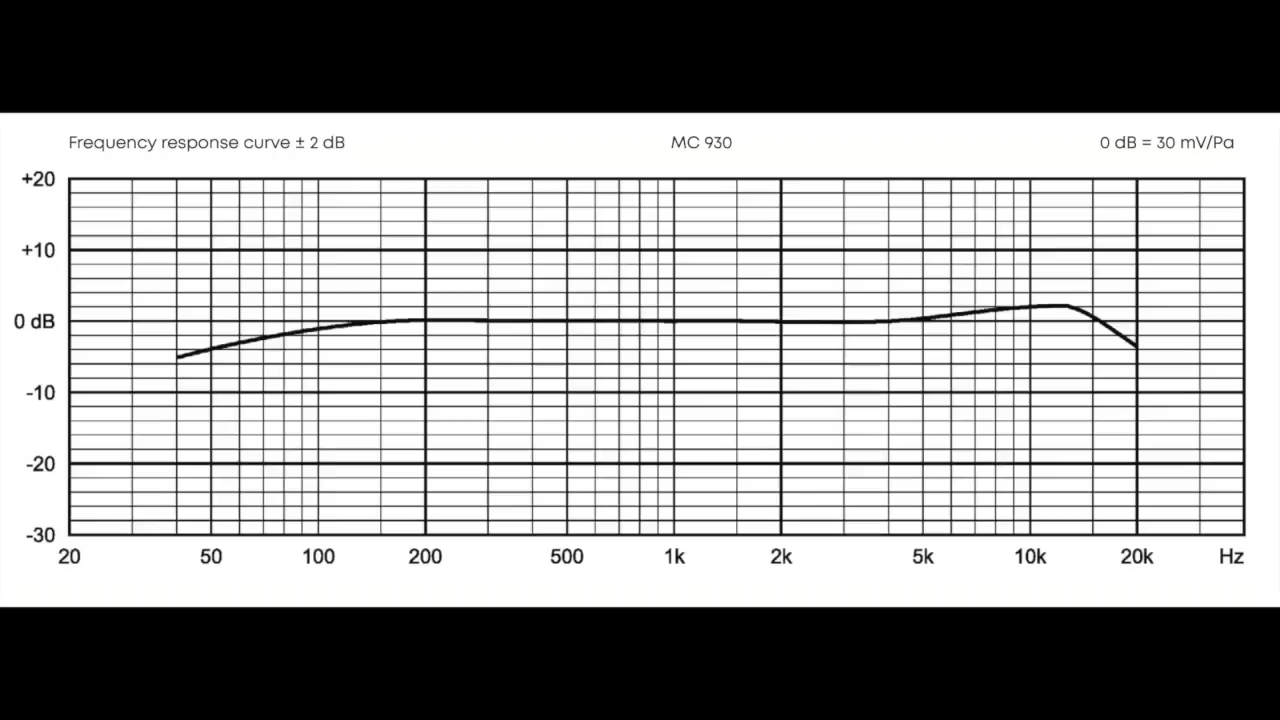 Frequency response curve ± 2 dB MC 930 0 dB = 30 mV/Pa
+20
+10
0 dB
-10
-20
-30
20 50 100 200 500 1k 2k 5k 10k 20k Hz